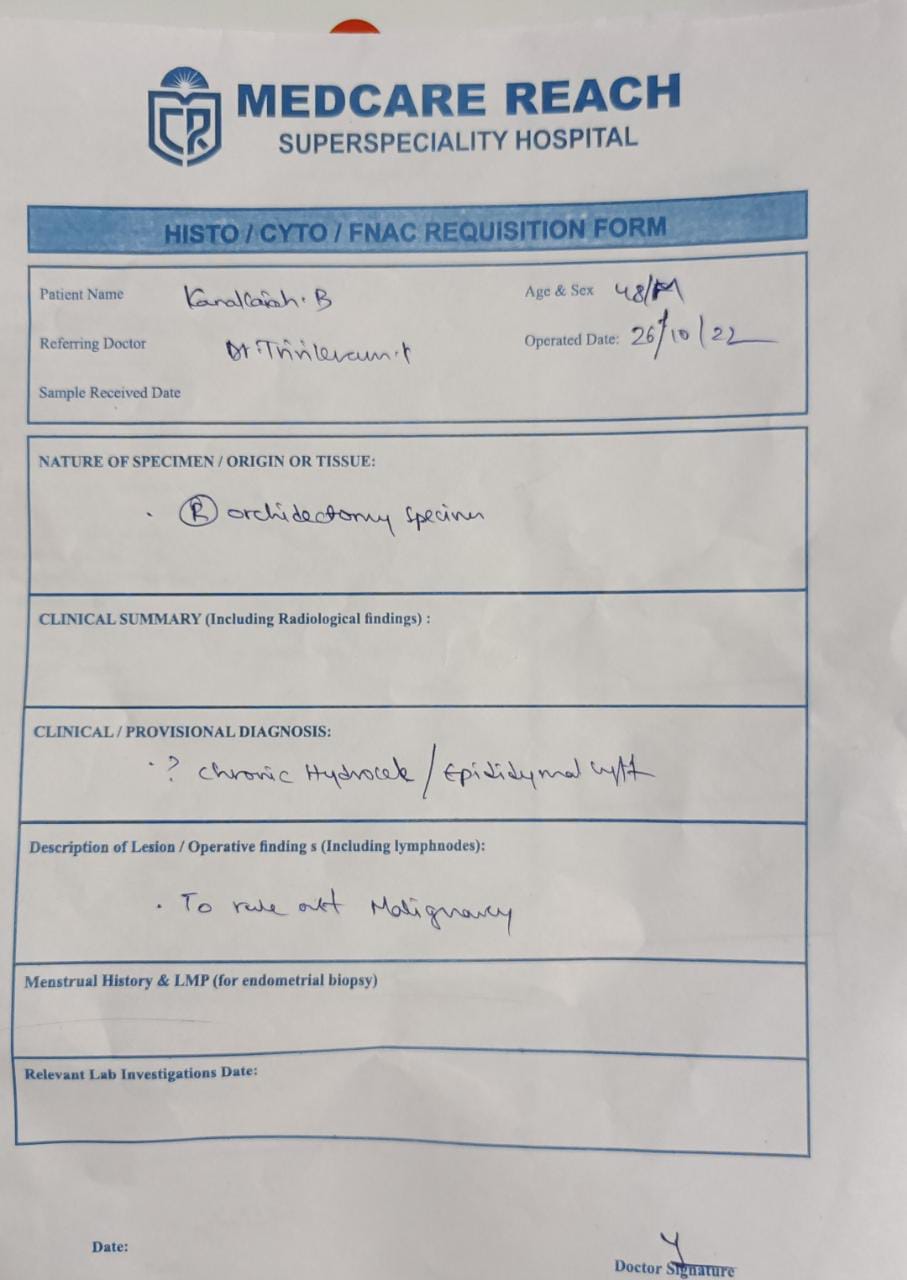 MEDCARE REACH
SUPERSPECIALITY HOSPITAL
HISTO / CYTO / FNAC REQUISITION FORM
Patient Name Kanakaiah. B Age & Sex 48/M
Referring Doctor Dr. Operated Date: 26/10/22
Sample Received Date
NATURE OF SPECIMEN / ORIGIN OR TISSUE:
. (R) orchidectomy specimen
CLINICAL SUMMARY (Including Radiological findings) :
CLINICAL / PROVISIONAL DIAGNOSIS:
. ? chronic Hydrocele / Epididymal cyst
Description of Lesion / Operative finding s (Including lymphnodes):
. To rule out Malignancy
Menstrual History & LMP (for endometrial biopsy)
Relevant Lab Investigations Date:
Date:
Doctor Signature